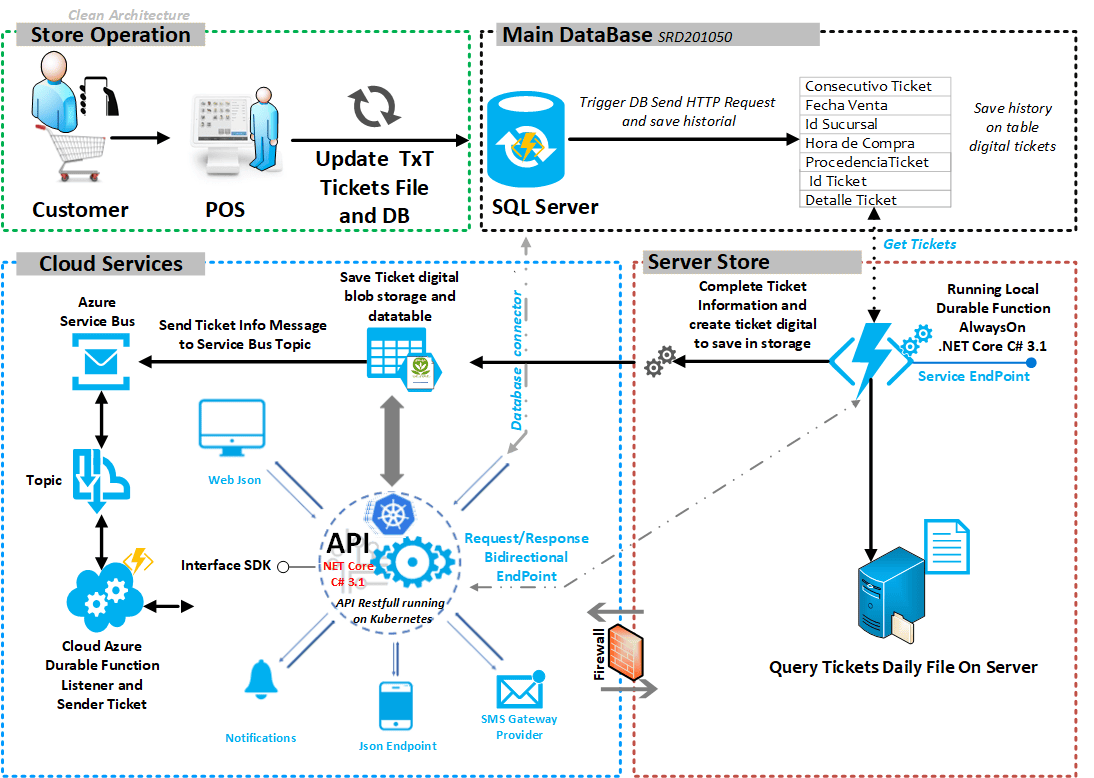 Clean Architecture
Store Operation
Customer
POS
Update TxT
Tickets File
and DB
Main DataBase SRD201050
SQL Server
Trigger DB Send HTTP Request
and save historial
Consecutivo Ticket
Fecha Venta
Id Sucursal
Hora de Compra
ProcedenciaTicket
Id Ticket
Detalle Ticket
Save history
on table
digital tickets
Get Tickets
Cloud Services
Azure
Service Bus
Send Ticket Info Message
to Service Bus Topic
Save Ticket digital
blob storage and
datatable
Database connector
Topic
Web Json
Interface SDK
API
NET Core
C# 3.1
API Restfull running
on Kubernetes
Request/Response
Bidirectional
EndPoint
Cloud Azure
Durable Function
Listener and
Sender Ticket
Notifications
Json Endpoint
SMS Gateway
Provider
Firewall
Server Store
Complete Ticket
Information and
create ticket digital
to save in storage
Running Local
Durable Function
AlwaysOn
.NET Core C# 3.1
Service EndPoint
Query Tickets Daily File On Server